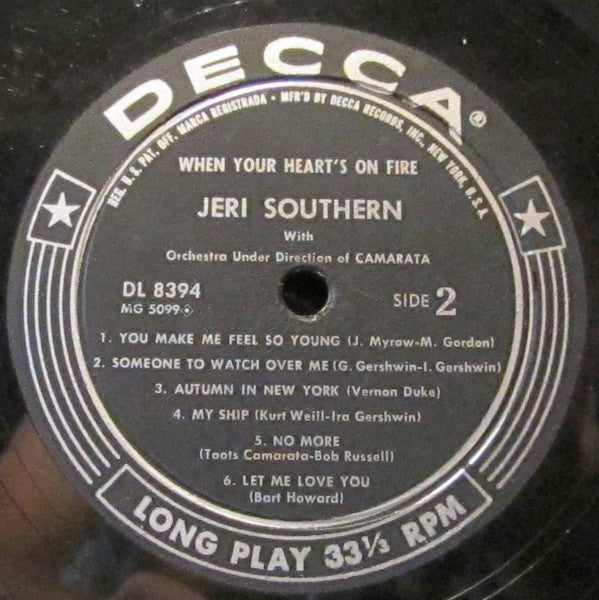 DECCA®
REG. U.S. PAT. OFF. MARCA REGISTRADA • MFR'D BY DECCA RECORDS, INC., NEW YORK, U.S.A
WHEN YOUR HEART'S ON FIRE
JERI SOUTHERN
With
Orchestra Under Direction of CAMARATA
DL 8394
MG 5099
SIDE 2
1. YOU MAKE ME FEEL SO YOUNG (J. Myrow-M. Gordon)
2. SOMEONE TO WATCH OVER ME (G. Gershwin-I. Gershwin)
3. AUTUMN IN NEW YORK (Vernon Duke)
4. MY SHIP (Kurt Weill-Ira Gershwin)
5. NO MORE
(Toots Camarata-Bob Russell)
6. LET ME LOVE YOU
(Bart Howard)
LONG PLAY 33⅓ RPM